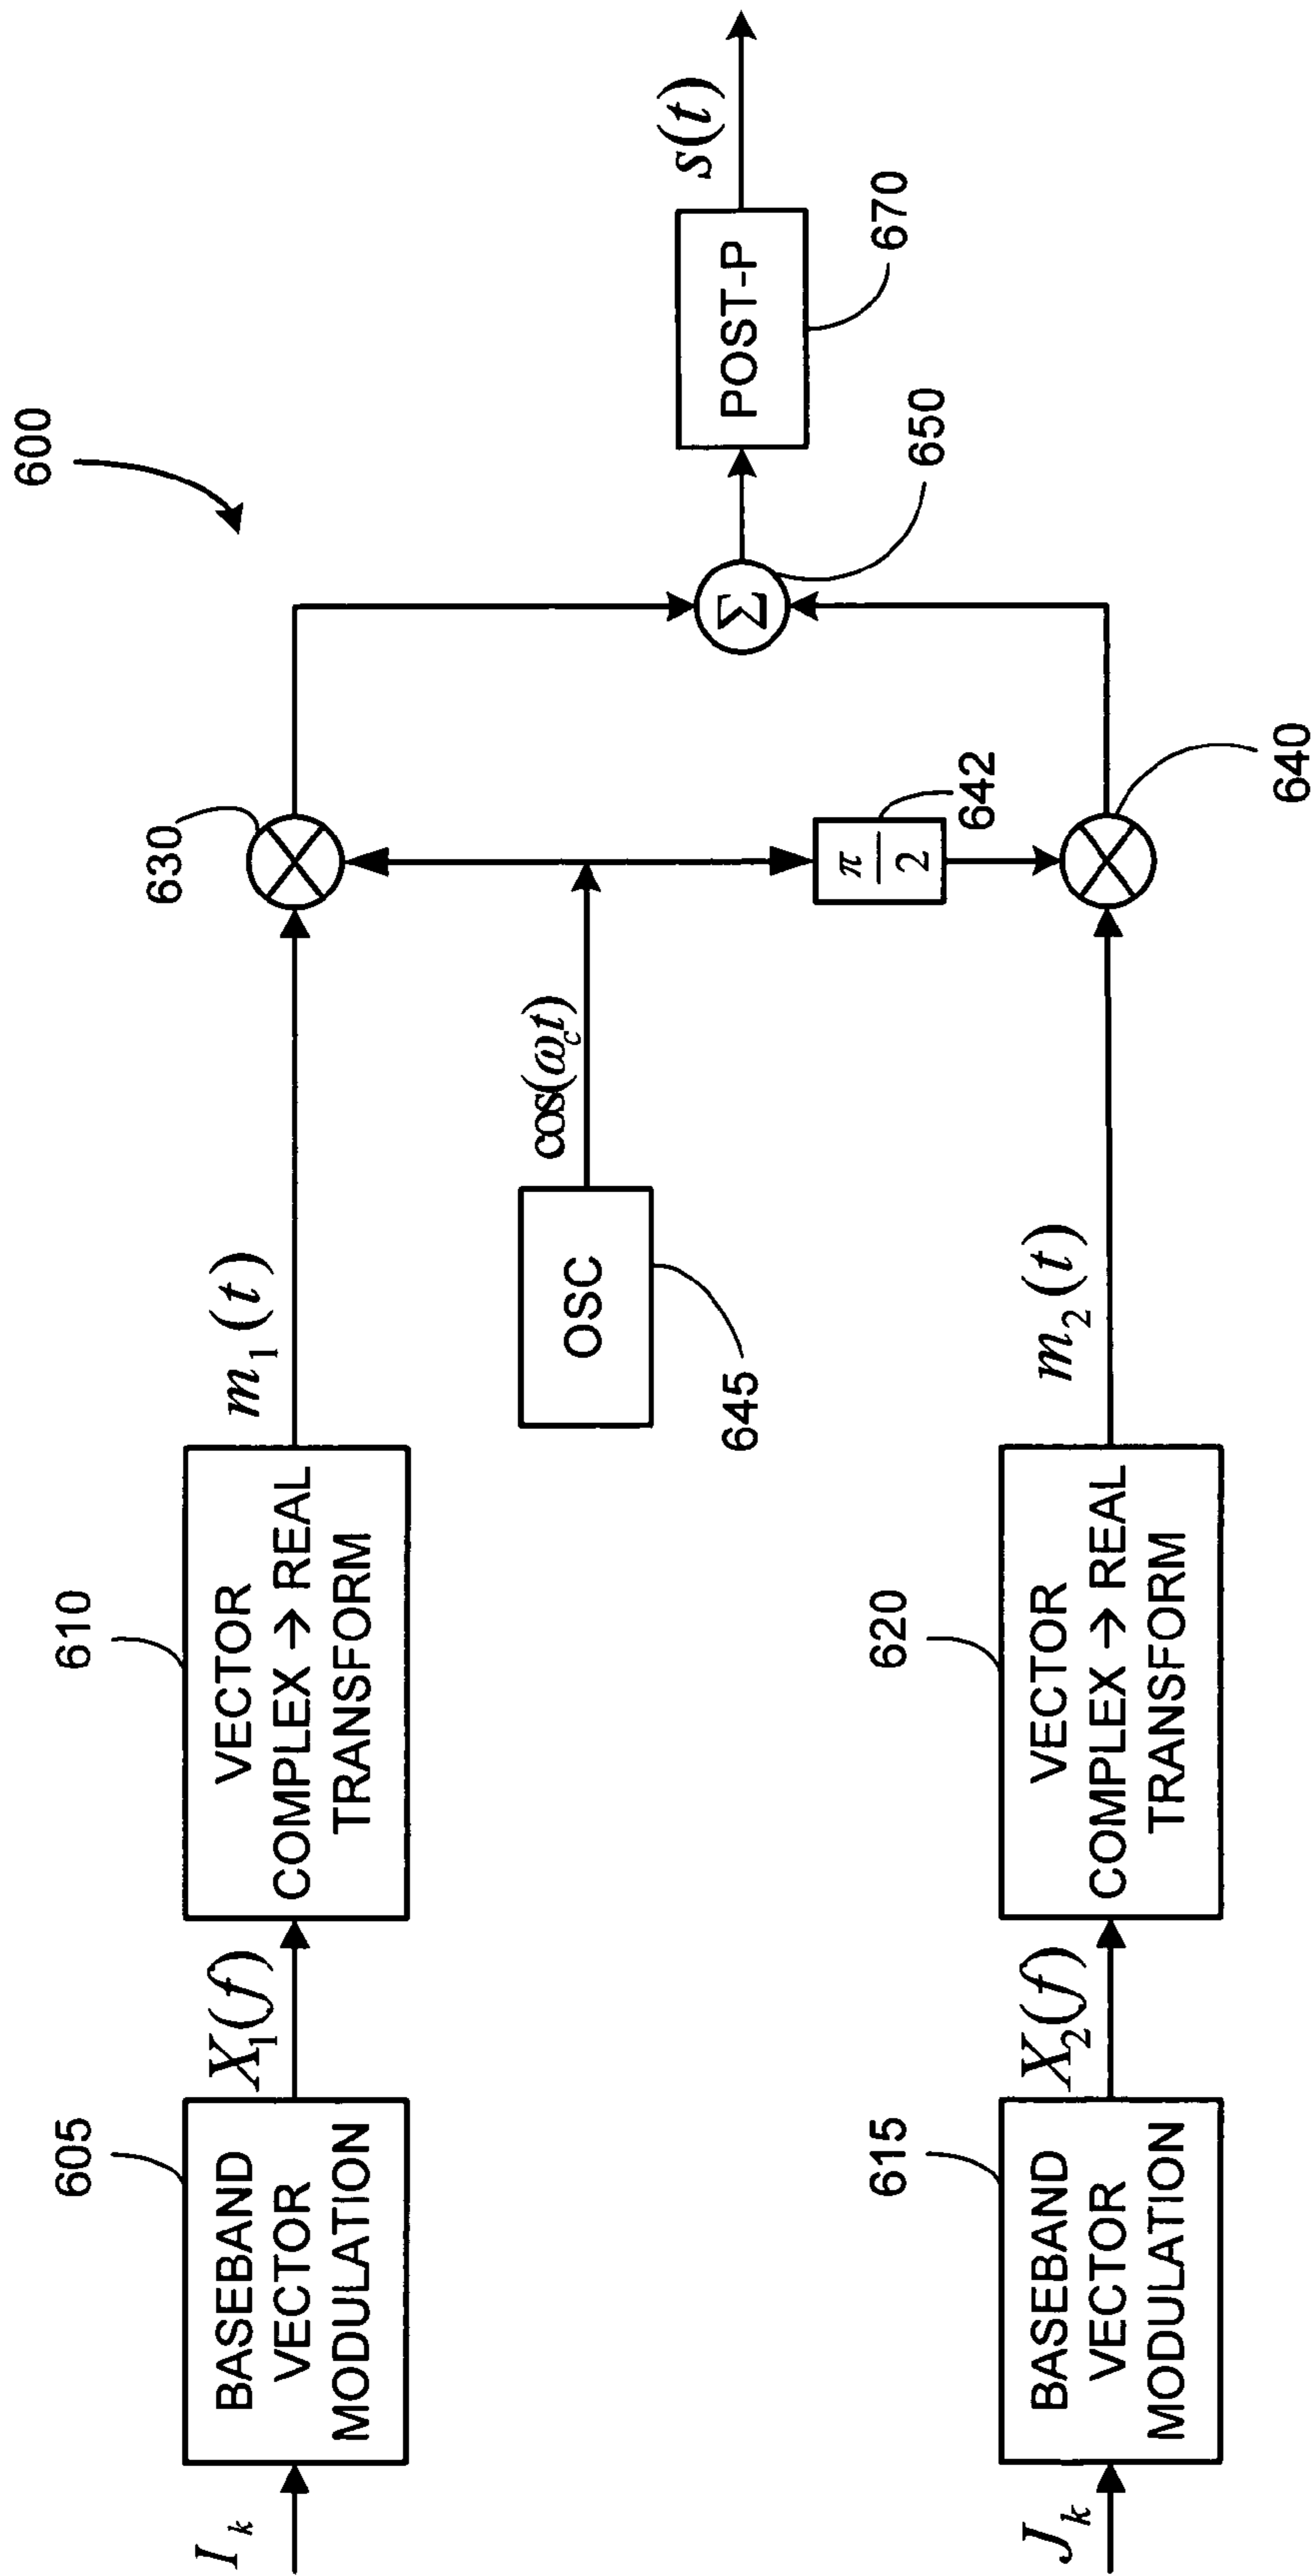 600
I_k
605
BASEBAND
VECTOR
MODULATION
X_1(f)
610
VECTOR
COMPLEX → REAL
TRANSFORM
m_1(t)
630
OSC
645
cos(ω_c t)
π/2
642
Σ
650
POST-P
670
s(t)
J_k
615
BASEBAND
VECTOR
MODULATION
X_2(f)
620
VECTOR
COMPLEX → REAL
TRANSFORM
m_2(t)
640